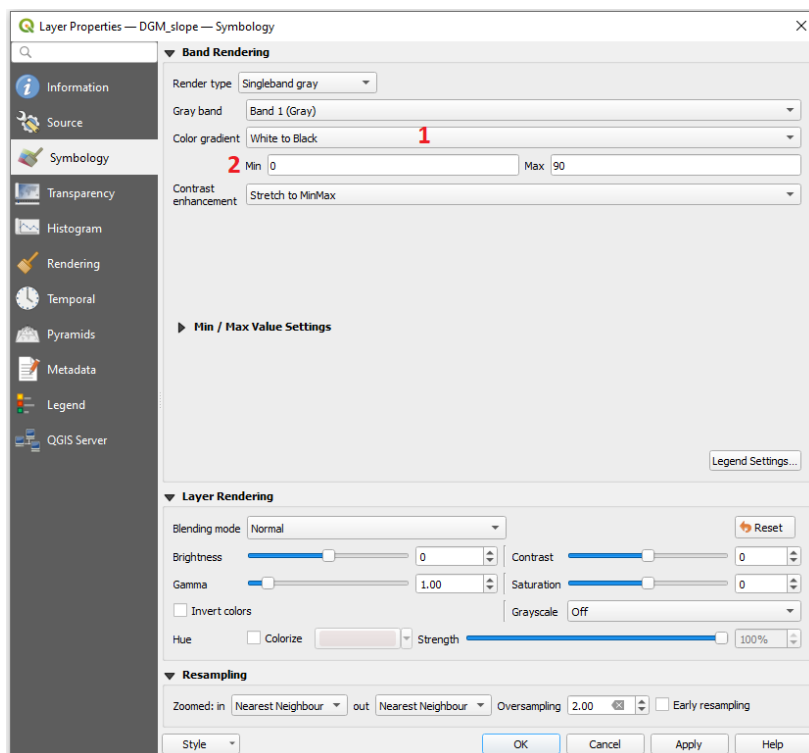 Layer Properties — DGM_slope — Symbology
Information
Source
Symbology
Transparency
Histogram
Rendering
Temporal
Pyramids
Metadata
Legend
QGIS Server
Band Rendering
Render type Singleband gray
Gray band Band 1 (Gray)
Color gradient White to Black 1
2 Min 0 Max 90
Contrast
enhancement Stretch to MinMax
Min / Max Value Settings
Legend Settings...
Layer Rendering
Blending mode Normal Reset
Brightness 0 Contrast 0
Gamma 1.00 Saturation 0
Invert colors Grayscale Off
Hue Colorize Strength 100%
Resampling
Zoomed: in Nearest Neighbour out Nearest Neighbour Oversampling 2.00 Early resampling
Style OK Cancel Apply Help